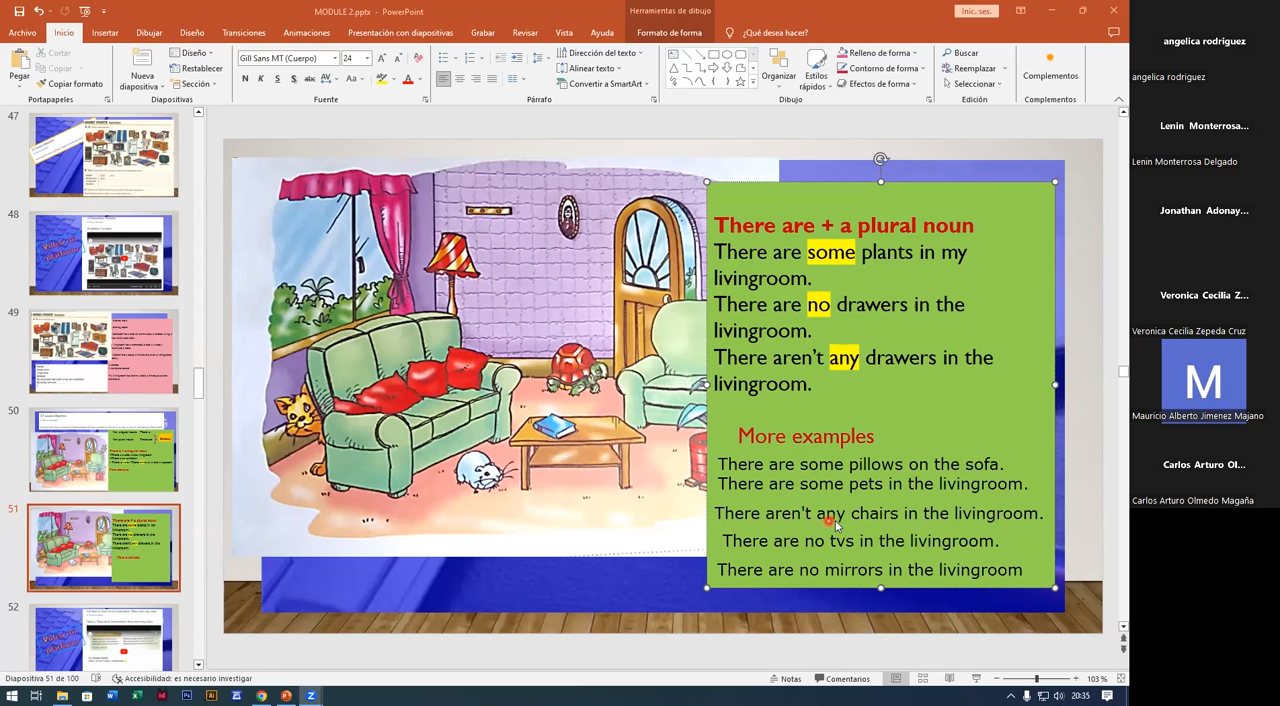 MODULE 2.pptx - PowerPoint
Herramientas de dibujo
Inic. ses.
Archivo Inicio Insertar Dibujar Diseño Transiciones Animaciones Presentación con diapositivas Grabar Revisar Vista Ayuda Formato de forma ¿Qué desea hacer?
Pegar
Cortar
Copiar
Copiar formato
Portapapeles
Nueva diapositiva
Diseño
Restablecer
Sección
Diapositivas
Gill Sans MT (Cuerpo) 24
N K S S abc AV Aa A
Fuente
Dirección del texto
Alinear texto
Convertir a SmartArt
Párrafo
Organizar
Estilos rápidos
Relleno de forma
Contorno de forma
Efectos de forma
Dibujo
Buscar
Reemplazar
Seleccionar
Edición
Complementos
Complementos
47
48
49
50
51
52
There are + a plural noun
There are some plants in my
livingroom.
There are no drawers in the
livingroom.
There aren't any drawers in the
livingroom.
More examples
There are some pillows on the sofa.
There are some pets in the livingroom.
There aren't any chairs in the livingroom.
There are no tvs in the livingroom.
There are no mirrors in the livingroom
angelica rodriguez
angelica rodriguez
Lenin Monterrosa...
Lenin Monterrosa Delgado
Jonathan Adonay...
Veronica Cecilia Z...
Veronica Cecilia Zepeda Cruz
M
Mauricio Alberto Jimenez Majano
Carlos Arturo Ol...
Carlos Arturo Olmedo Magaña
Diapositiva 51 de 100
Accesibilidad: es necesario investigar
Notas
Comentarios
103 %
20:35